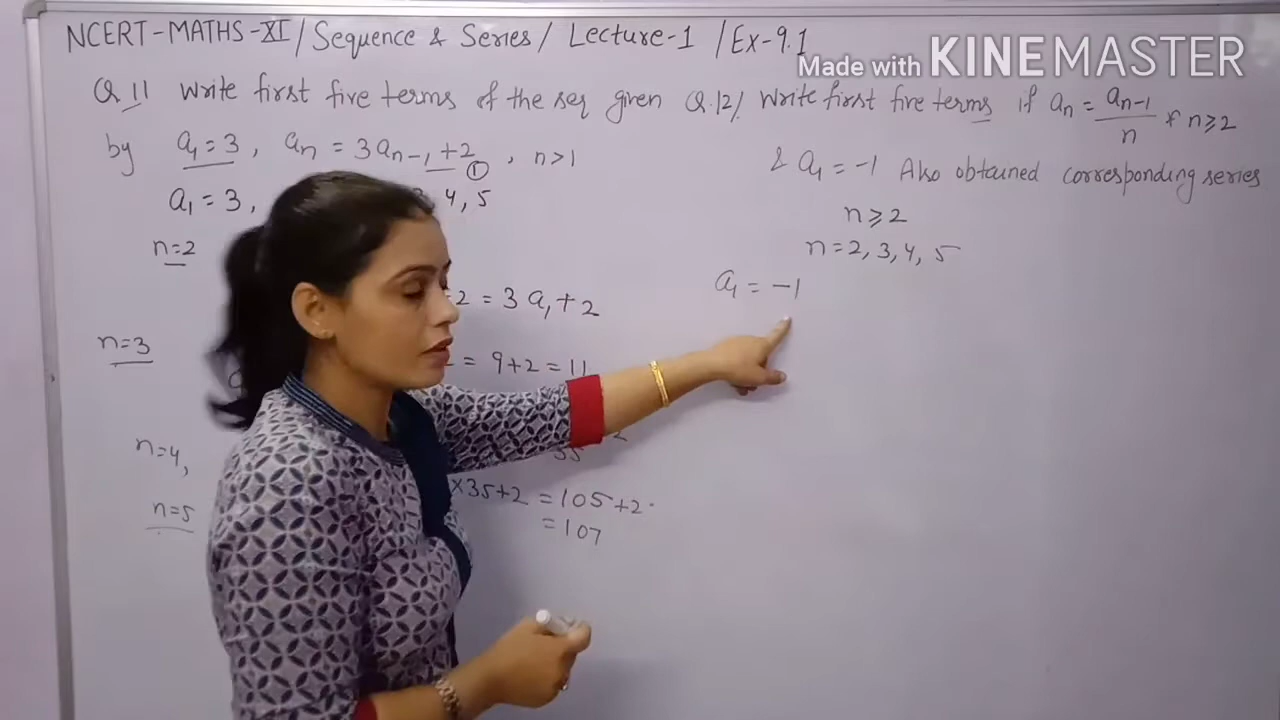 NCERT-MATHS-XI / Sequence & Series / Lecture-1 / Ex-9.1
Made with KINEMASTER
Q.11 Write first five terms of the seq given
by a₁ = 3, aₙ = 3aₙ₋₁ + 2, n > 1
①
a₁ = 3, 3, 4, 5
n=2
= 3a₁ + 2
n=3
= 9+2 = 11
n=4,
35
n=5
×35+2 = 105+2
= 107
Q.12/. Write first five terms if aₙ = aₙ₋₁/n & n ≥ 2
& a₁ = -1 Also obtained corresponding series
n ≥ 2
n = 2, 3, 4, 5
a₁ = -1